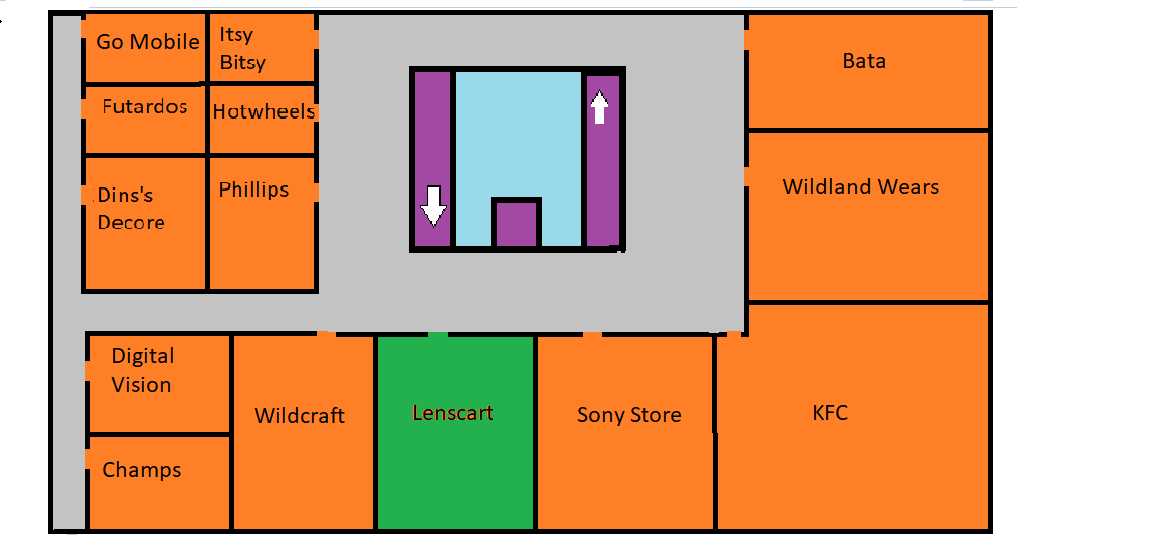 Go Mobile
Itsy
Bitsy
Bata
Futardos
Hotwheels
Dins's
Decore
Phillips
Wildland Wears
Digital
Vision
Wildcraft
Lenscart
Sony Store
KFC
Champs